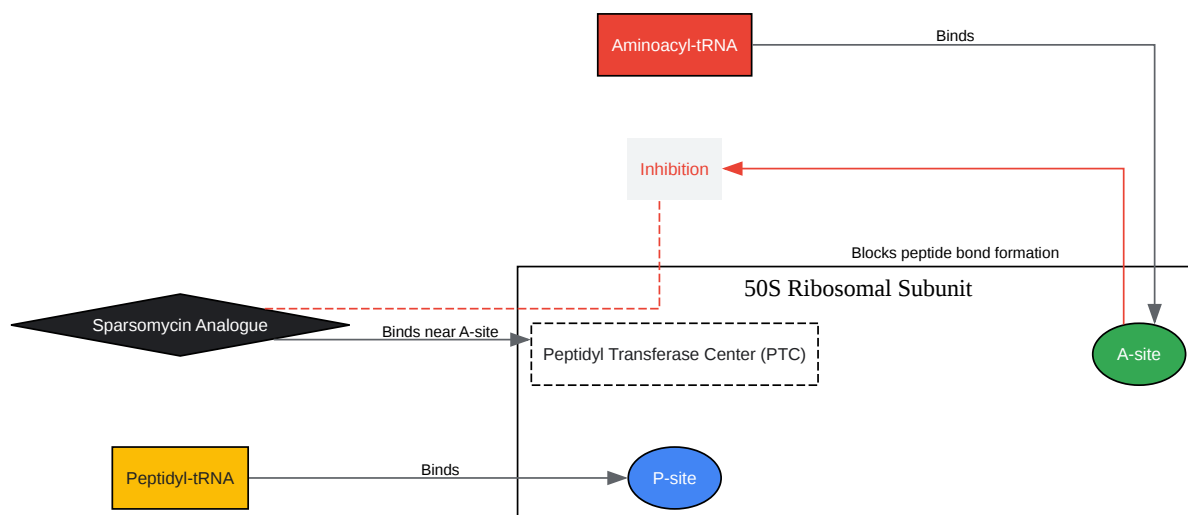 Aminoacyl-tRNA
Binds
Inhibition
Blocks peptide bond formation
50S Ribosomal Subunit
Sparsomycin Analogue
Binds near A-site
Peptidyl Transferase Center (PTC)
A-site
Peptidyl-tRNA
Binds
P-site